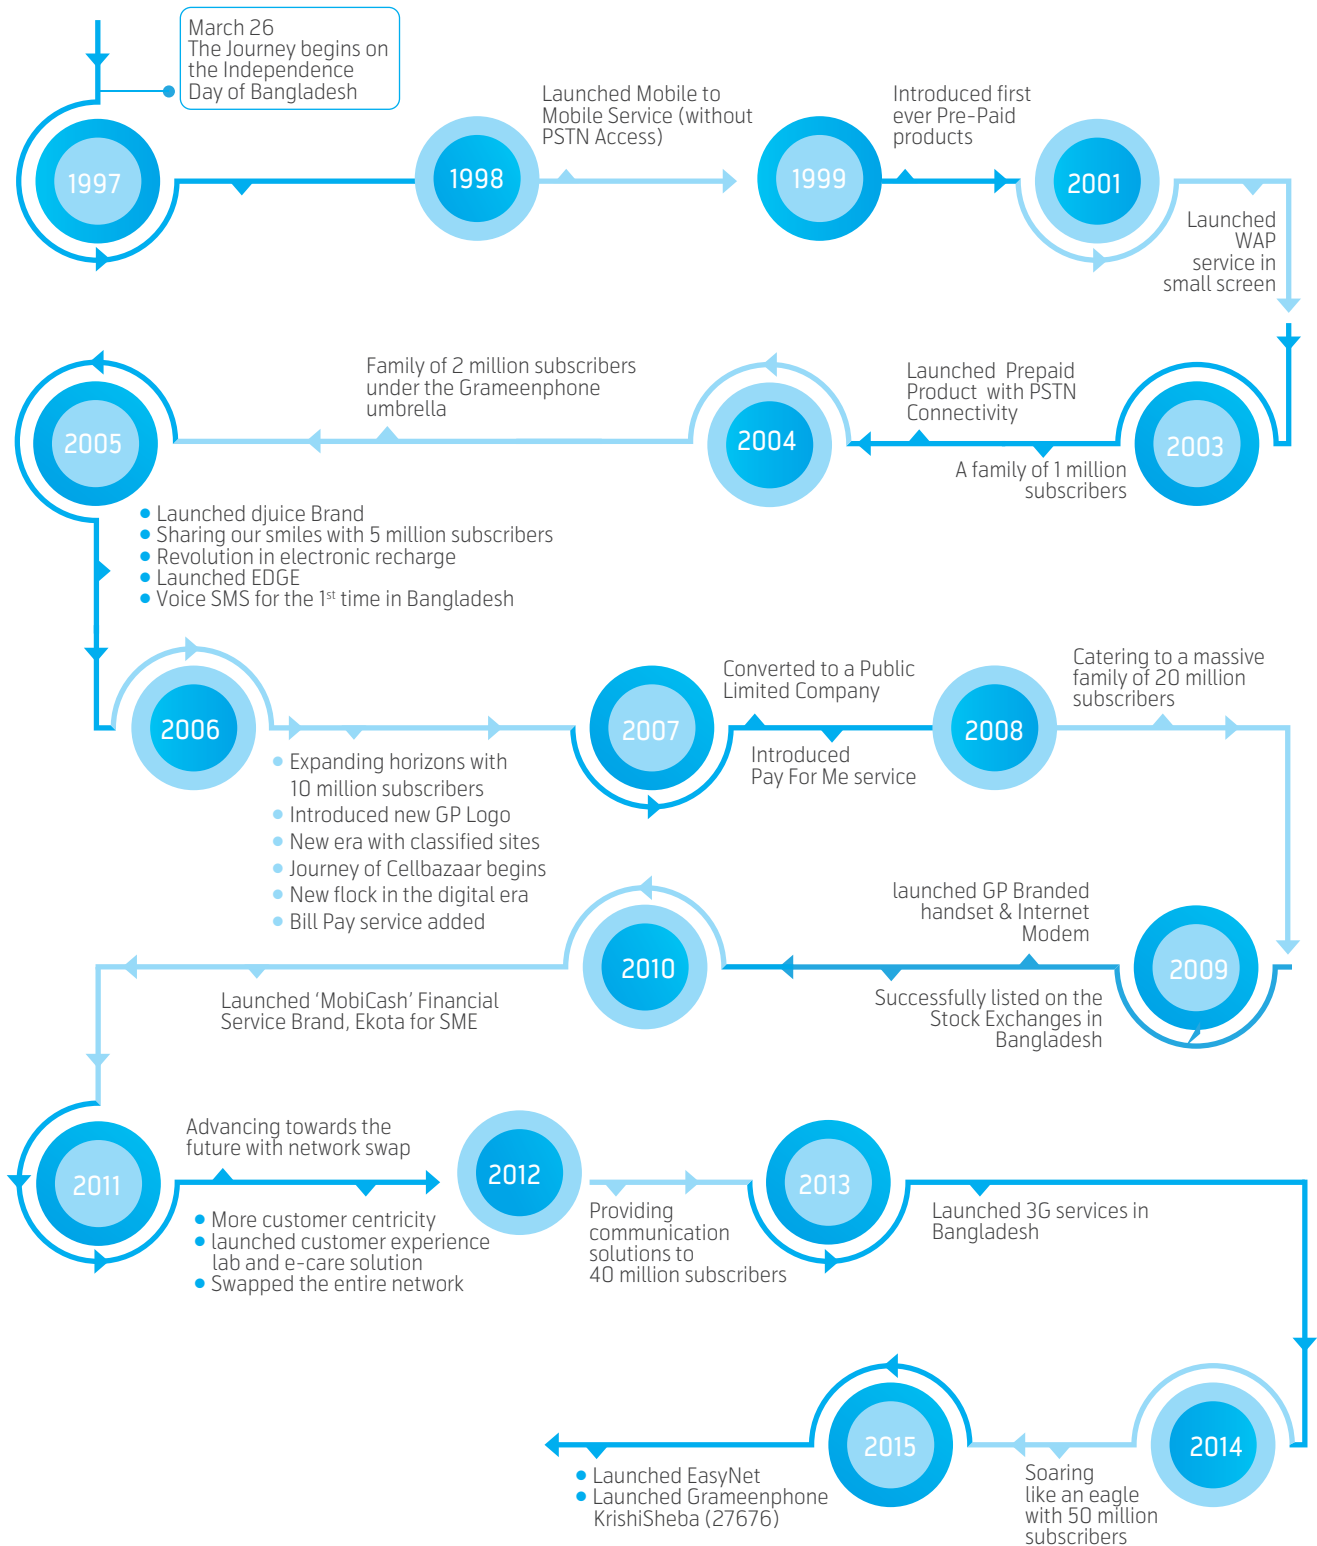 March 26
The Journey begins on
the Independence
Day of Bangladesh
1997
1998
Launched Mobile to
Mobile Service (without
PSTN Access)
1999
Introduced first
ever Pre-Paid
products
2001
Launched
WAP
service in
small screen
2003
Launched Prepaid
Product with PSTN
Connectivity
A family of 1 million
subscribers
2004
Family of 2 million subscribers
under the Grameenphone
umbrella
2005
Launched djuice Brand
Sharing our smiles with 5 million subscribers
Revolution in electronic recharge
Launched EDGE
Voice SMS for the 1st time in Bangladesh
2006
Expanding horizons with
10 million subscribers
Introduced new GP Logo
New era with classified sites
Journey of Cellbazaar begins
New flock in the digital era
Bill Pay service added
2007
Converted to a Public
Limited Company
Introduced
Pay For Me service
2008
Catering to a massive
family of 20 million
subscribers
2009
launched GP Branded
handset & Internet
Modem
Successfully listed on the
Stock Exchanges in
Bangladesh
2010
Launched ‘MobiCash’ Financial
Service Brand, Ekota for SME
2011
Advancing towards the
future with network swap
More customer centricity
launched customer experience
lab and e-care solution
Swapped the entire network
2012
Providing
communication
solutions to
40 million subscribers
2013
Launched 3G services in
Bangladesh
2014
Soaring
like an eagle
with 50 million
subscribers
2015
Launched EasyNet
Launched Grameenphone
KrishiSheba (27676)